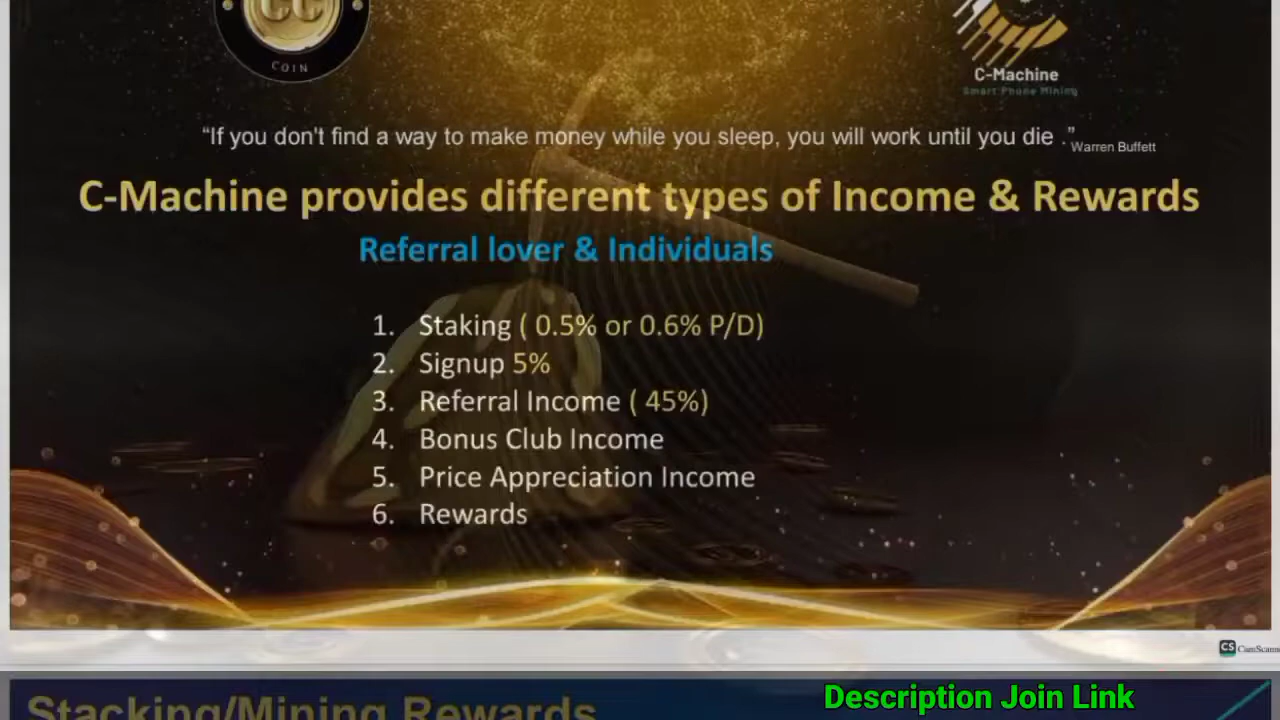 CC
COIN
C-Machine
Smart Phone Mining
“If you don't find a way to make money while you sleep, you will work until you die .” Warren Buffett
C-Machine provides different types of Income & Rewards
Referral lover & Individuals
1. Staking ( 0.5% or 0.6% P/D)
2. Signup 5%
3. Referral Income ( 45%)
4. Bonus Club Income
5. Price Appreciation Income
6. Rewards
CS
Stacking/Mining Rewards
Description Join Link